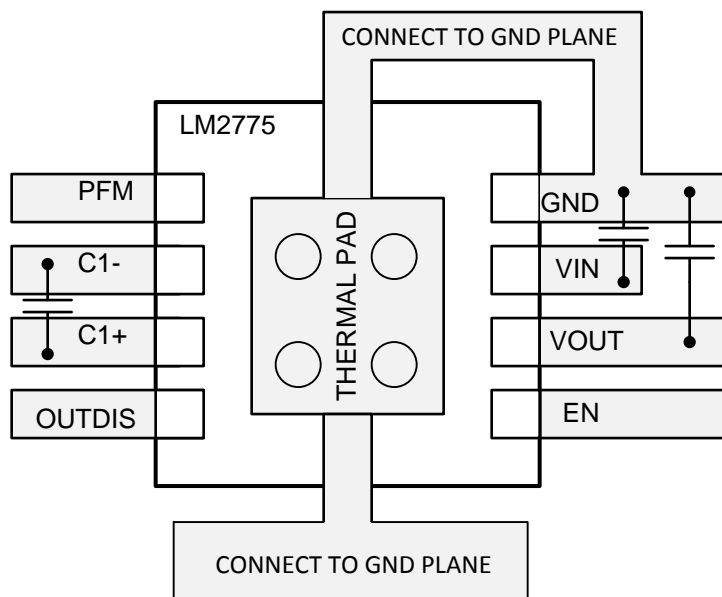 CONNECT TO GND PLANE
LM2775
PFM
GND
C1-
VIN
THERMAL PAD
C1+
VOUT
OUTDIS
EN
CONNECT TO GND PLANE